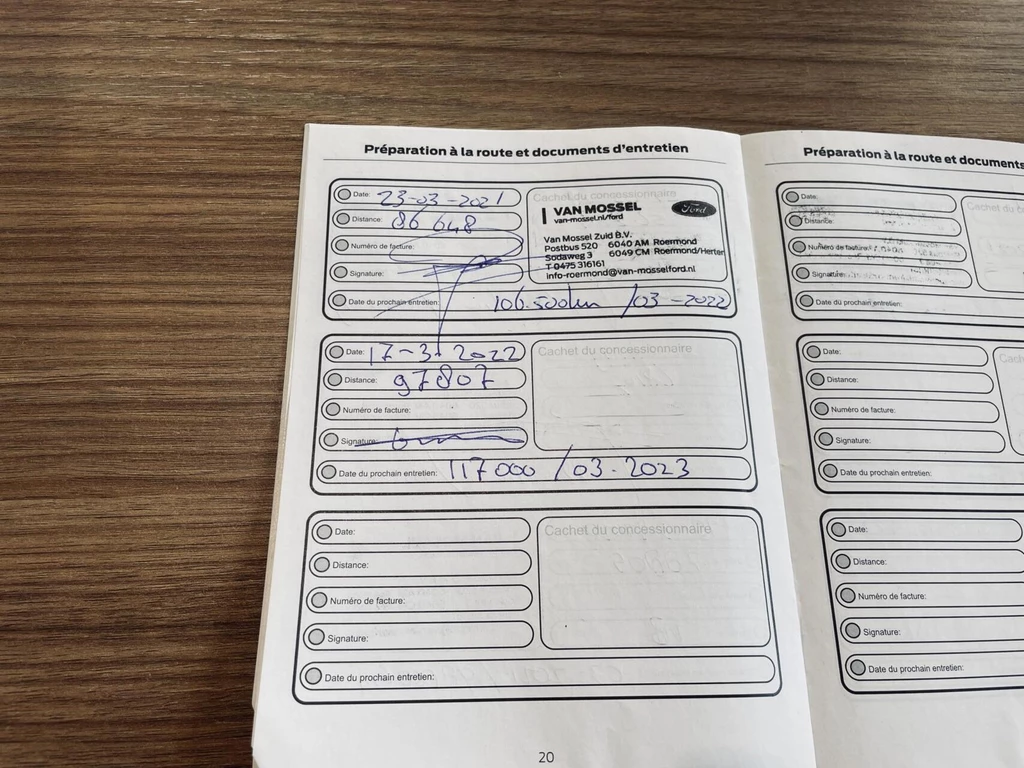 Préparation à la route et documents d'entretien
Date: 23-03-2021
Distance: 86 648
Numéro de facture:
Signature:
Cachet du concessionnaire
VAN MOSSEL
van-mossel.nl/ford
Ford
Van Mossel Zuid B.V.
Postbus 520 6040 AM Roermond
Sodaweg 3 6049 CM Roermond/Herten
T 0475 316161
info-roermond@van-mosselford.nl
Date du prochain entretien: 106.500km /03-2022
Date: 17-3-2022
Distance: 97807
Numéro de facture:
Signature:
Cachet du concessionnaire
Date du prochain entretien: 117000 /03-2023
Date:
Distance:
Numéro de facture:
Signature:
Cachet du concessionnaire
Date du prochain entretien:
20
Préparation à la route et documents
Date:
Distance:
Numéro de facture:
Signature:
Cachet du
Date du prochain entretien:
Date:
Distance:
Numéro de facture:
Signature:
Cach
Date du prochain entretien:
Date:
Distance:
Numéro de facture:
Signature:
Date du prochain entretien: